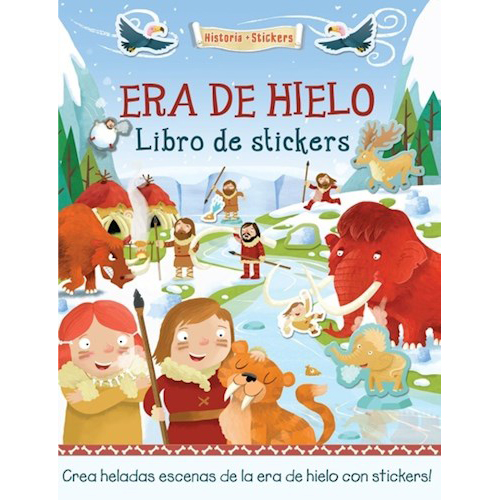 Historia + Stickers
ERA DE HIELO
Libro de stickers
Crea heladas escenas de la era de hielo con stickers!